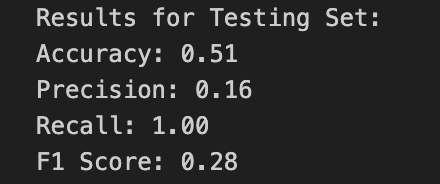 Results for Testing Set:
Accuracy: 0.51
Precision: 0.16
Recall: 1.00
F1 Score: 0.28